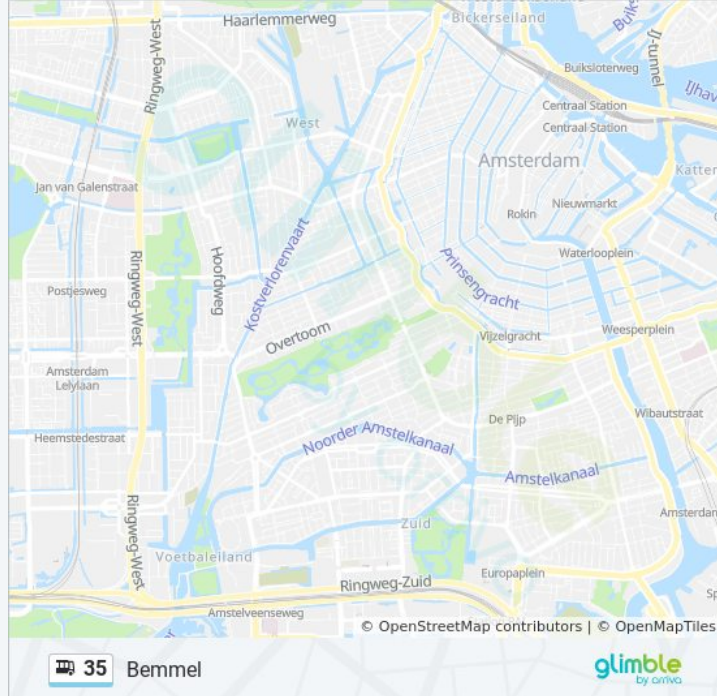 Haarlemmerweg
Bickerseiland
Ringweg-West
Buiksloterweg
IJ-tunnel
Centraal Station
Centraal Station
West
Amsterdam
Jan van Galenstraat
Nieuwmarkt
Rokin
Kostverlorenvaart
Hoofdweg
Waterlooplein
Prinsengracht
Postjesweg
Ringweg-West
Overtoom
Vijzelgracht
Weesperplein
Amsterdam
Lelylaan
De Pijp
Wibautstraat
Heemstedestraat
Noorder Amstelkanaal
Amstelkanaal
Ringweg-West
Zuid
Voetbaleiland
Europaplein
Ringweg-Zuid
Amstelveenseweg
© OpenStreetMap contributors | © OpenMapTiles
35 Bemmel
glimble
by arriva